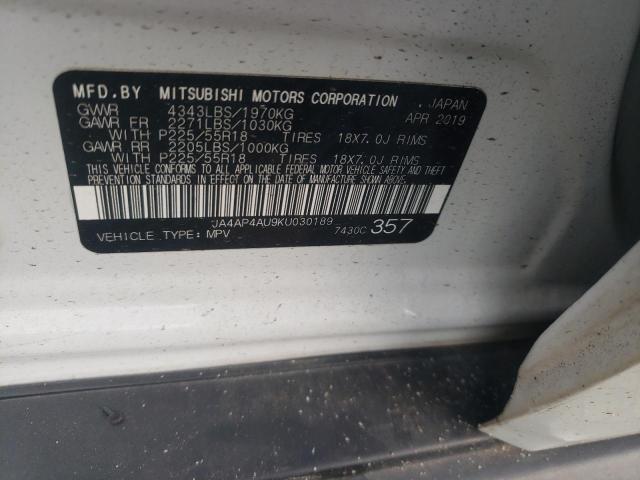 MFD.BY MITSUBISHI MOTORS CORPORATION , JAPAN
GVWR 4343LBS/1970KG APR 2019
GAWR FR 2271LBS/1030KG
WITH P225/55R18 TIRES 18X7.0J RIMS
GAWR RR 2205LBS/1000KG
WITH P225/55R18 TIRES 18X7.0J RIMS
THIS VEHICLE CONFORMS TO ALL APPLICABLE FEDERAL MOTOR VEHICLE SAFETY AND THEFT
PREVENTION STANDARDS IN EFFECT ON THE DATE OF MANUFACTURE SHOWN ABOVE.
JA4AP4AU9KU030189
VEHICLE TYPE: MPV 7430C 357